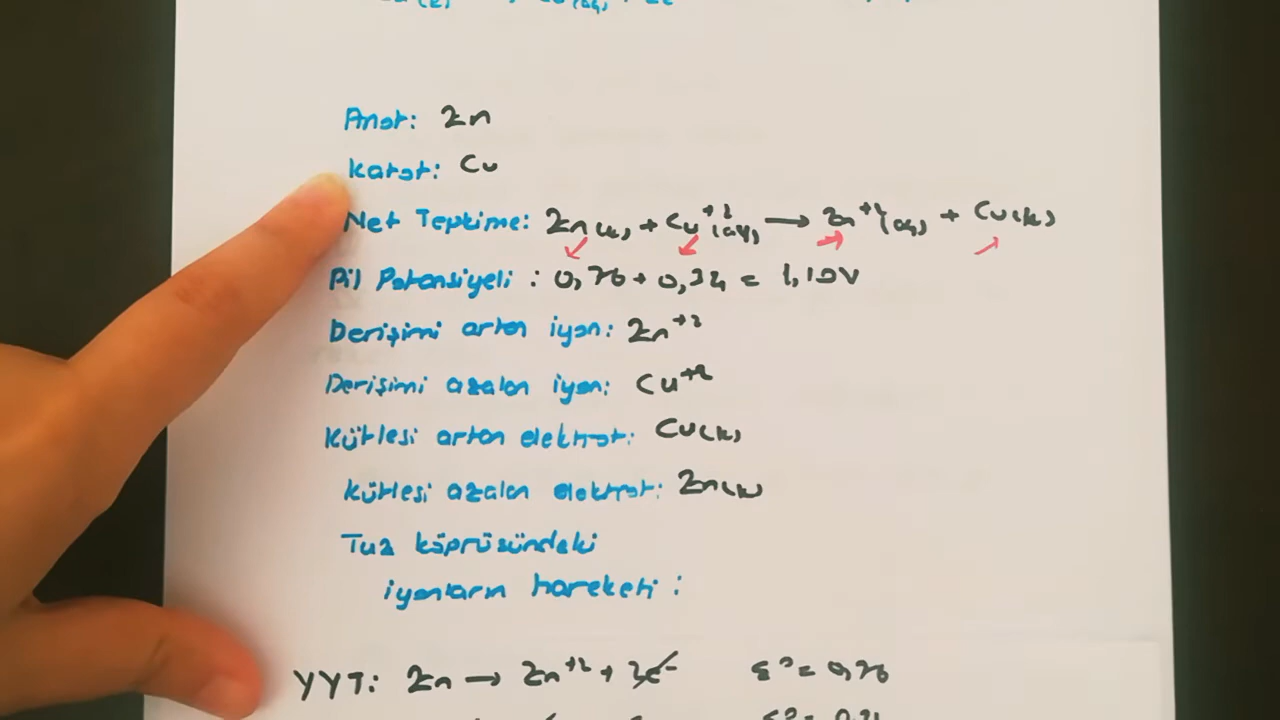 Anot: Zn
Katot: Cu
Net Tepkime: Zn(k) + Cu⁺²(aq) → Zn⁺²(aq) + Cu(k)
Pil Potansiyeli : 0,76 + 0,34 = 1,10V
Derişimi artan iyon: Zn⁺²
Derişimi azalan iyon: Cu⁺²
Kütlesi artan elektrot: Cu(k)
Kütlesi azalan elektrot: Zn(k)
Tuz köprüsündeki
iyonların hareketi :
YYT: Zn → Zn⁺² + 2e⁻ ε° = 0,76